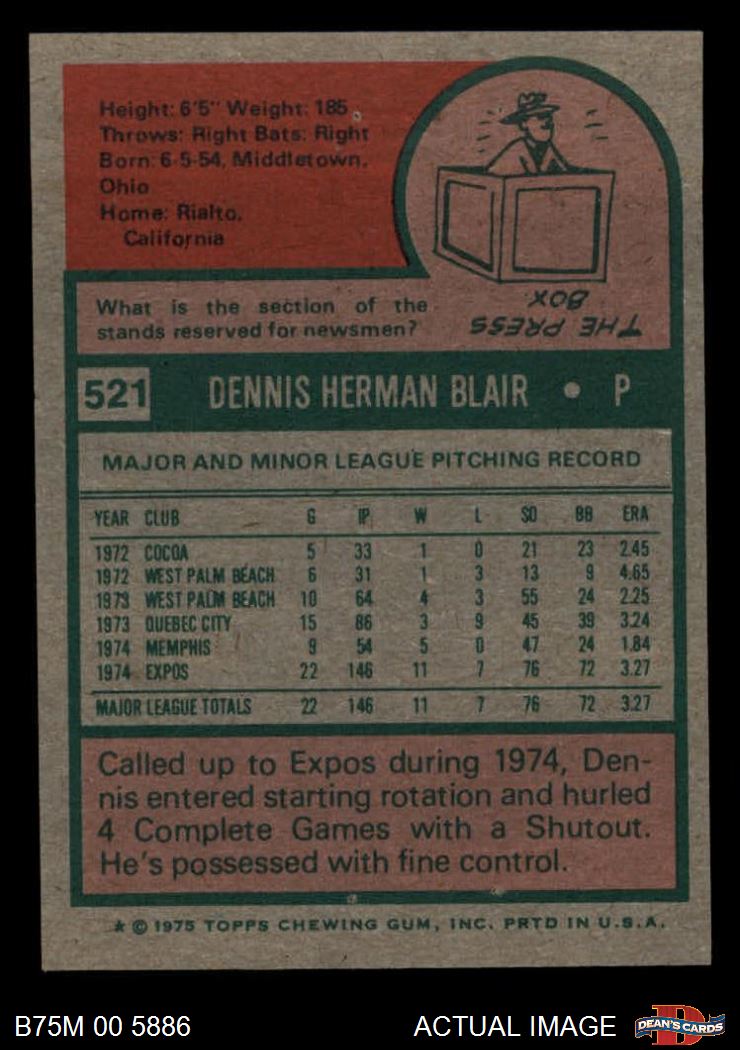 Height: 6'5" Weight: 185
Throws: Right Bats: Right
Born: 6-5-54, Middletown,
Ohio
Home: Rialto,
California
What is the section of the
stands reserved for newsmen?
THE PRESS
BOX.
521 DENNIS HERMAN BLAIR • P
MAJOR AND MINOR LEAGUE PITCHING RECORD
YEAR CLUB G IP W L SO BB ERA
1972 COCOA 5 33 1 0 21 23 2.45
1972 WEST PALM BEACH 6 31 1 3 13 9 4.65
1973 WEST PALM BEACH 10 64 4 3 55 24 2.25
1973 QUEBEC CITY 15 86 3 9 45 39 3.24
1974 MEMPHIS 9 54 5 0 47 24 1.84
1974 EXPOS 22 146 11 7 76 72 3.27
MAJOR LEAGUE TOTALS 22 146 11 7 76 72 3.27
Called up to Expos during 1974, Den-
nis entered starting rotation and hurled
4 Complete Games with a Shutout.
He's possessed with fine control.
★ © 1975 TOPPS CHEWING GUM, INC. PRTD IN U.S.A.
B75M 00 5886 ACTUAL IMAGE
D
DEAN'S CARDS